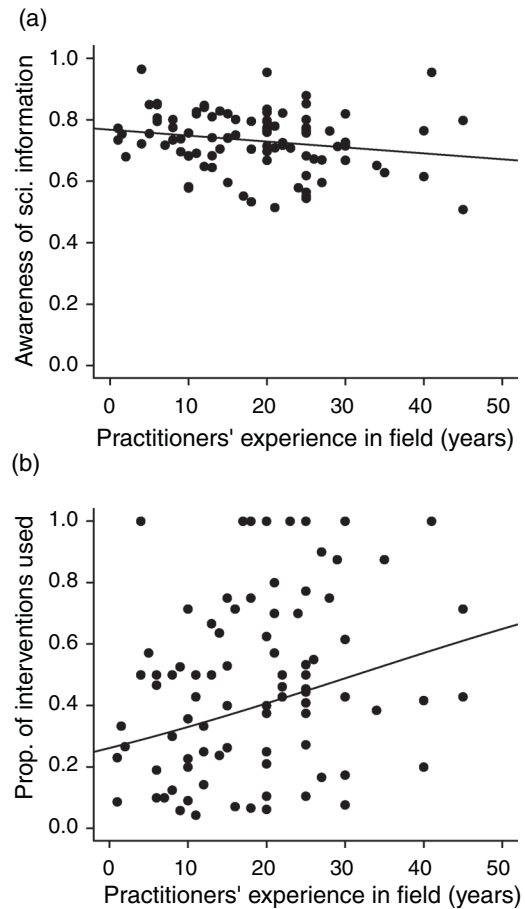 (a)
Awareness of sci. information
1.0
0.8
0.6
0.4
0.2
0.0
0 10 20 30 40 50
Practitioners' experience in field (years)
(b)
Prop. of interventions used
1.0
0.8
0.6
0.4
0.2
0.0
0 10 20 30 40 50
Practitioners' experience in field (years)